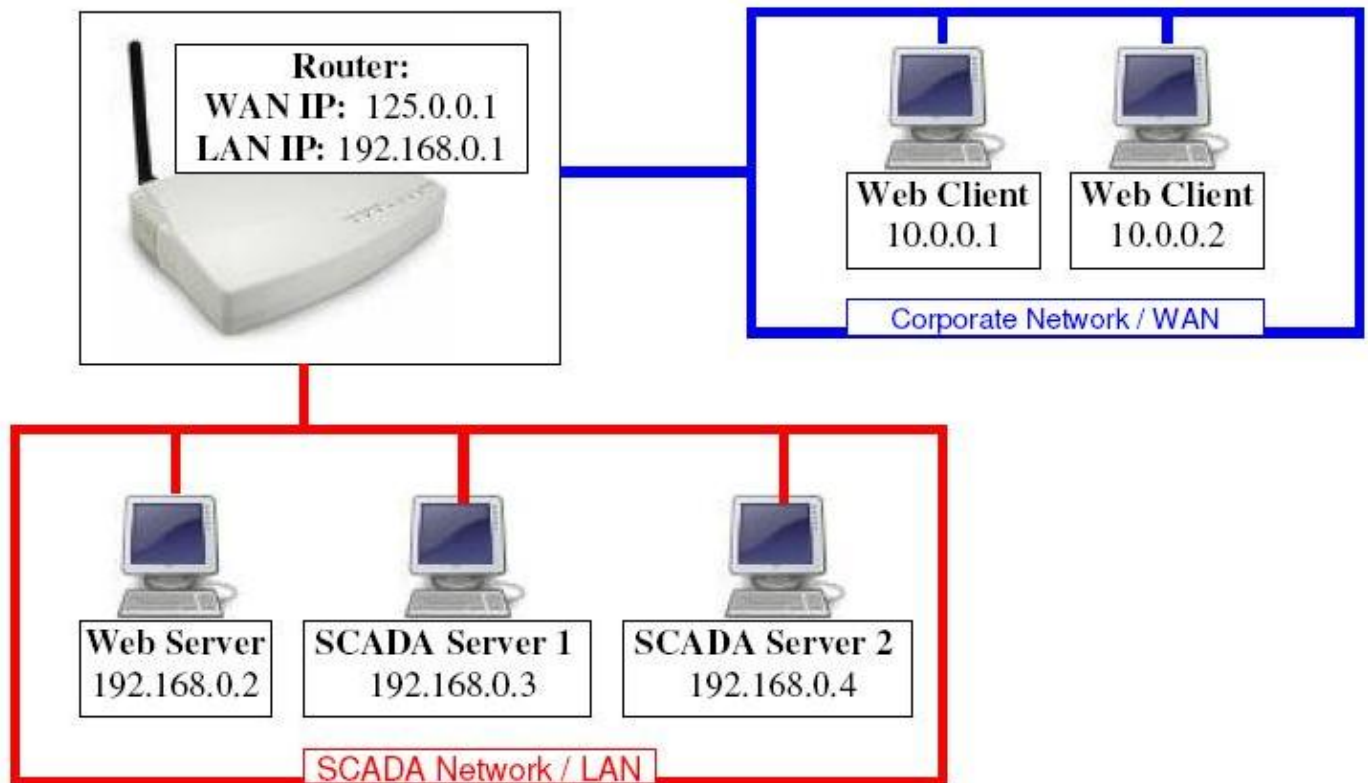 Router:
WAN IP: 125.0.0.1
LAN IP: 192.168.0.1
Web Client
10.0.0.1
Web Client
10.0.0.2
Corporate Network / WAN
Web Server
192.168.0.2
SCADA Server 1
192.168.0.3
SCADA Server 2
192.168.0.4
SCADA Network / LAN